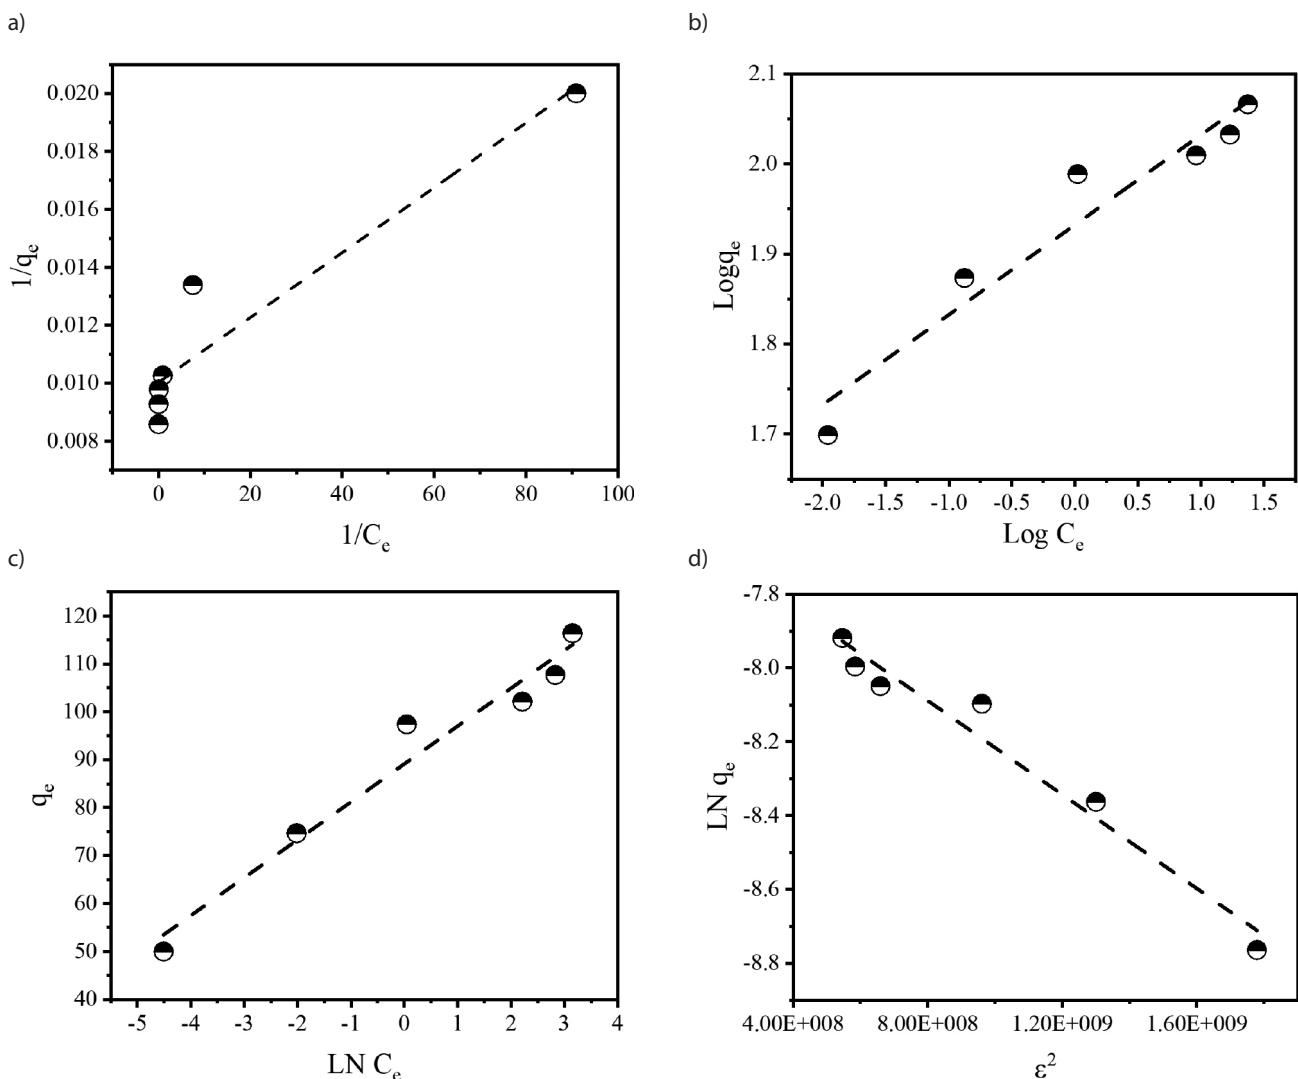 a)
0.020
0.018
0.016
0.014
0.012
0.010
0.008
1/qₑ
0 20 40 60 80 100
1/Cₑ
b)
2.1
2.0
1.9
1.8
1.7
Logqₑ
-2.0 -1.5 -1.0 -0.5 0.0 0.5 1.0 1.5
Log Cₑ
c)
120
110
100
90
80
70
60
50
40
qₑ
-5 -4 -3 -2 -1 0 1 2 3 4
LN Cₑ
d)
-7.8
-8.0
-8.2
-8.4
-8.6
-8.8
LN qₑ
4.00E+008 8.00E+008 1.20E+009 1.60E+009
ε²